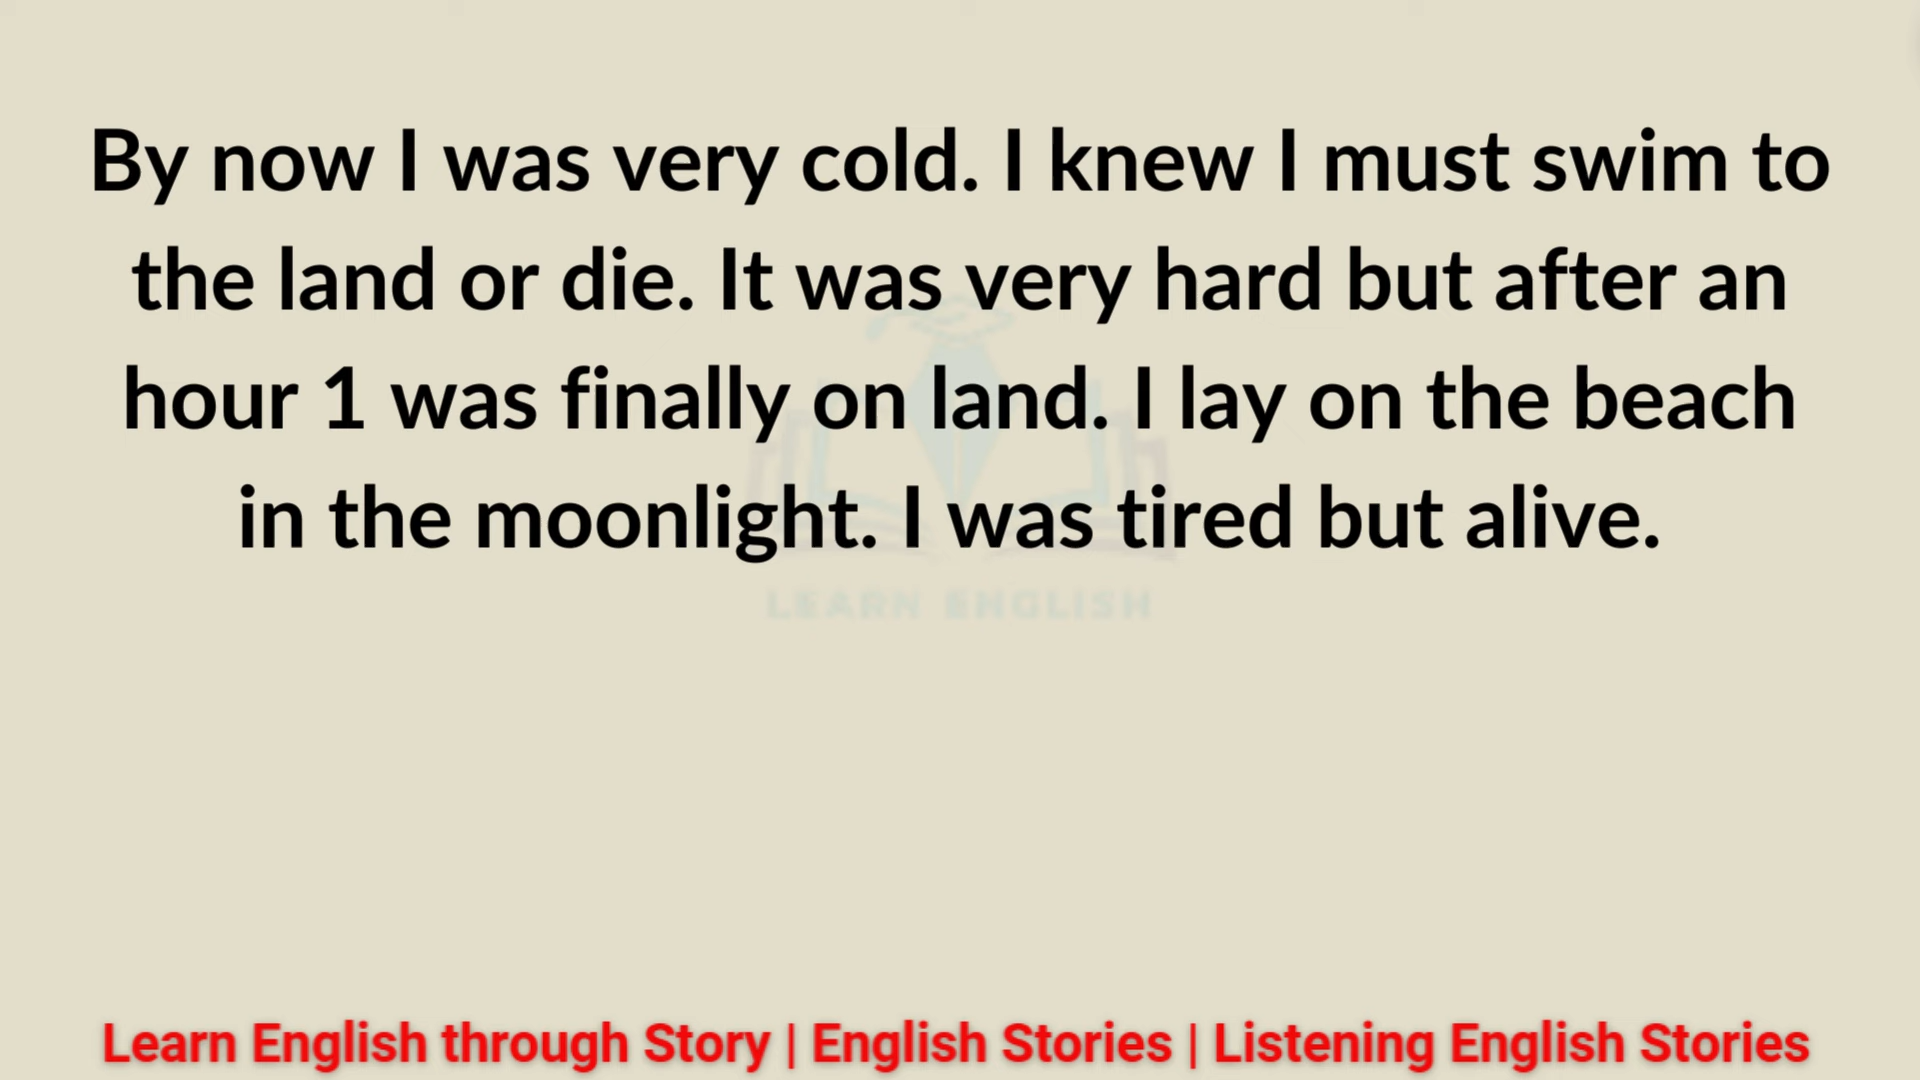 By now I was very cold. I knew I must swim to
the land or die. It was very hard but after an
hour 1 was finally on land. I lay on the beach
in the moonlight. I was tired but alive.
LEARN ENGLISH
Learn English through Story | English Stories | Listening English Stories